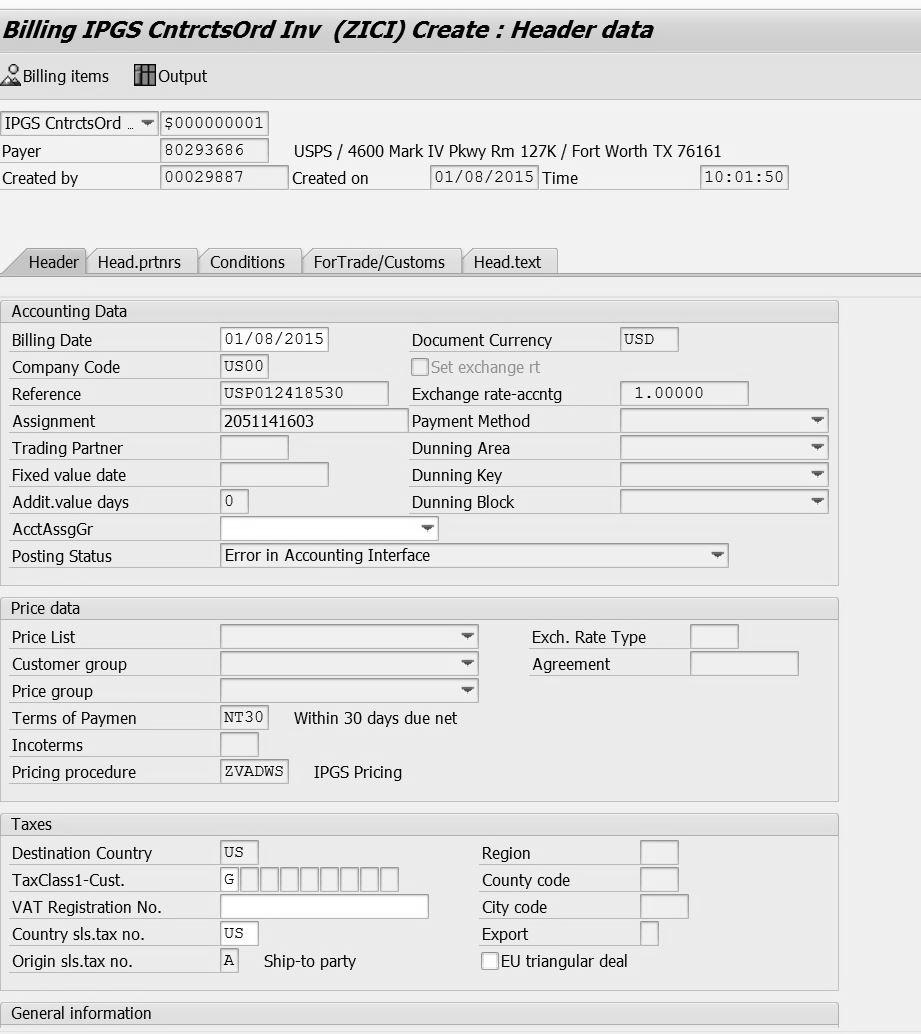 Billing IPGS CntrctsOrd Inv (ZICI) Create : Header data
Billing items Output
IPGS CntrctsOrd ... $000000001
Payer 80293686 USPS / 4600 Mark IV Pkwy Rm 127K / Fort Worth TX 76161
Created by 00029887 Created on 01/08/2015 Time 10:01:50
Header Head.prtnrs Conditions ForTrade/Customs Head.text
Accounting Data
Billing Date 01/08/2015 Document Currency USD
Company Code US00 Set exchange rt
Reference USP012418530 Exchange rate-accntg 1.00000
Assignment 2051141603 Payment Method
Trading Partner Dunning Area
Fixed value date Dunning Key
Addit.value days 0 Dunning Block
AcctAssgGr
Posting Status Error in Accounting Interface
Price data
Price List Exch. Rate Type
Customer group Agreement
Price group
Terms of Paymen NT30 Within 30 days due net
Incoterms
Pricing procedure ZVADWS IPGS Pricing
Taxes
Destination Country US Region
TaxClass1-Cust. G County code
VAT Registration No. City code
Country sls.tax no. US Export
Origin sls.tax no. A Ship-to party EU triangular deal
General information